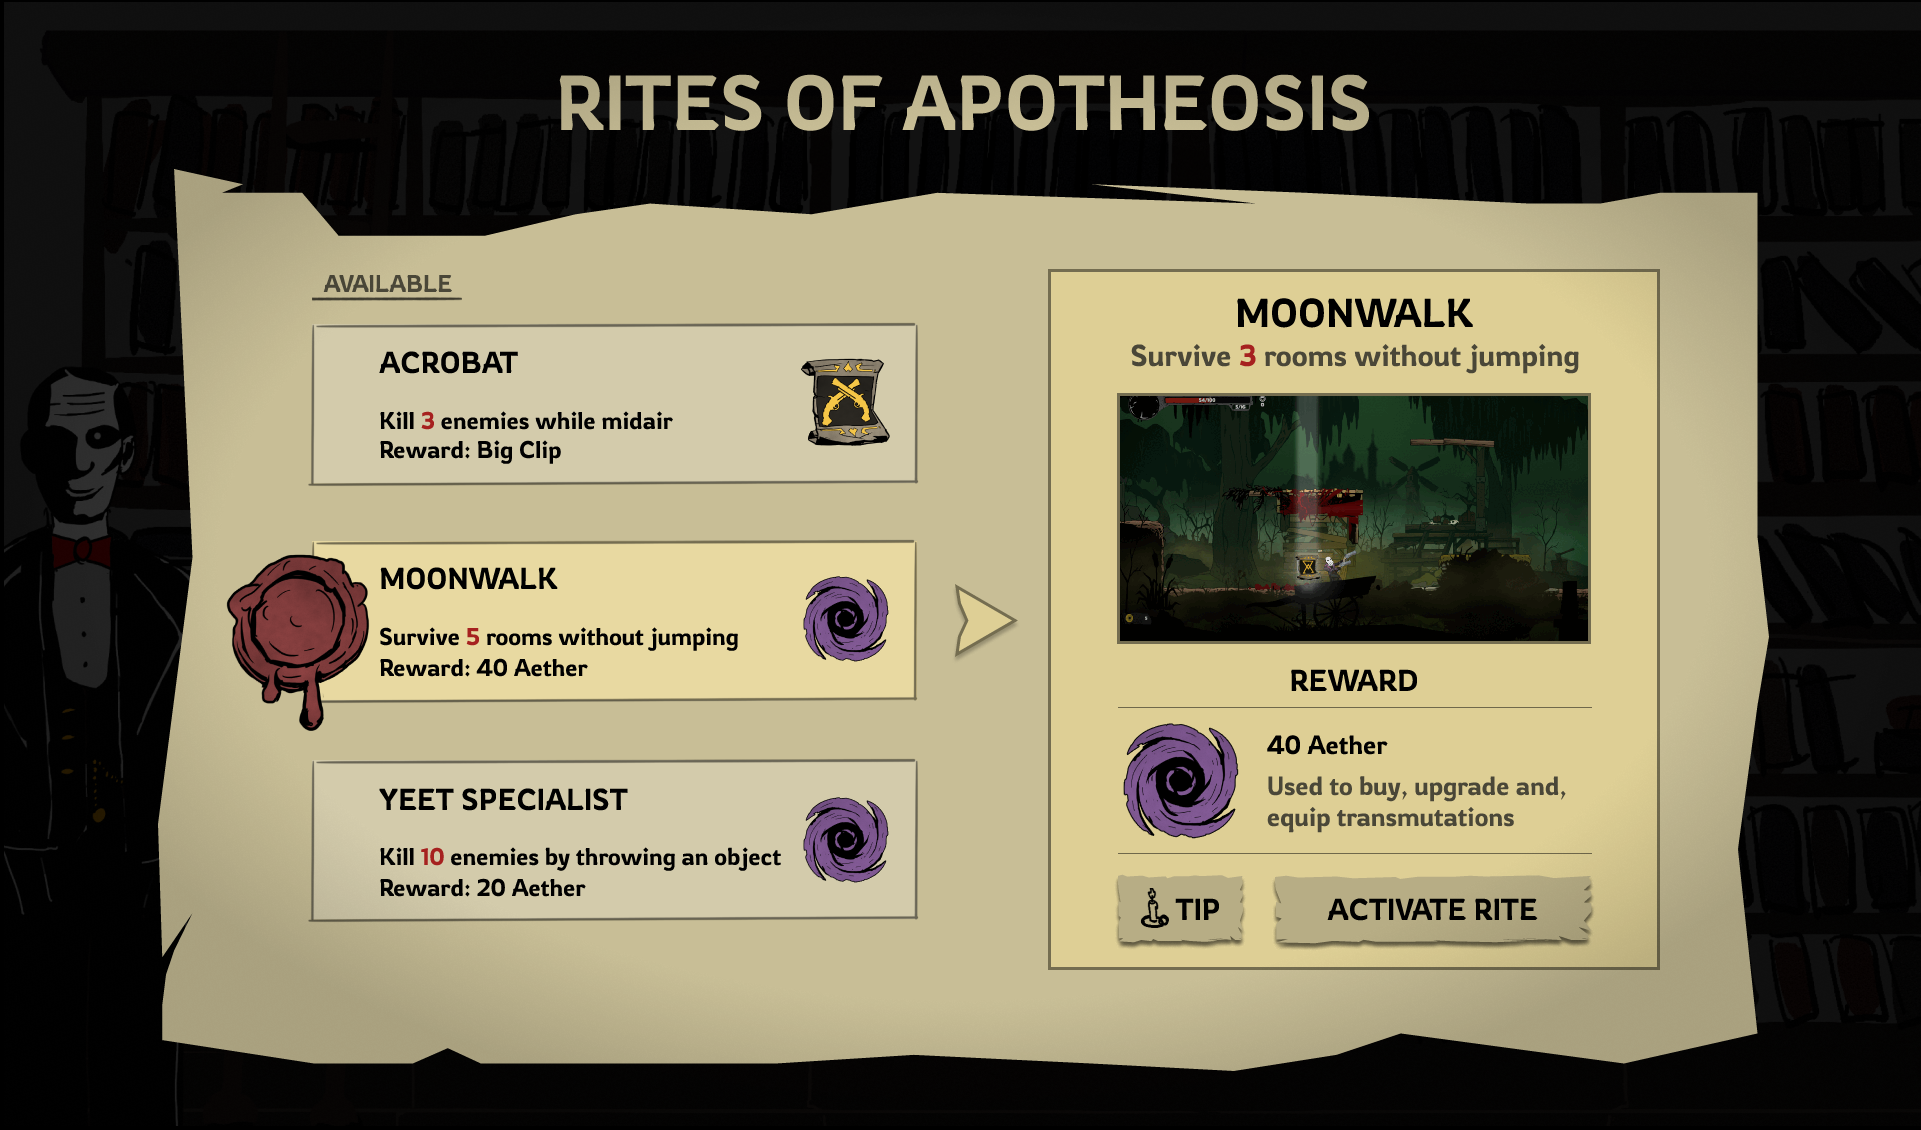 RITES OF APOTHEOSIS
AVAILABLE
ACROBAT
Kill 3 enemies while midair
Reward: Big Clip
MOONWALK
Survive 5 rooms without jumping
Reward: 40 Aether
YEET SPECIALIST
Kill 10 enemies by throwing an object
Reward: 20 Aether
MOONWALK
Survive 3 rooms without jumping
54/100
REWARD
40 Aether
Used to buy, upgrade and,
equip transmutations
TIP
ACTIVATE RITE